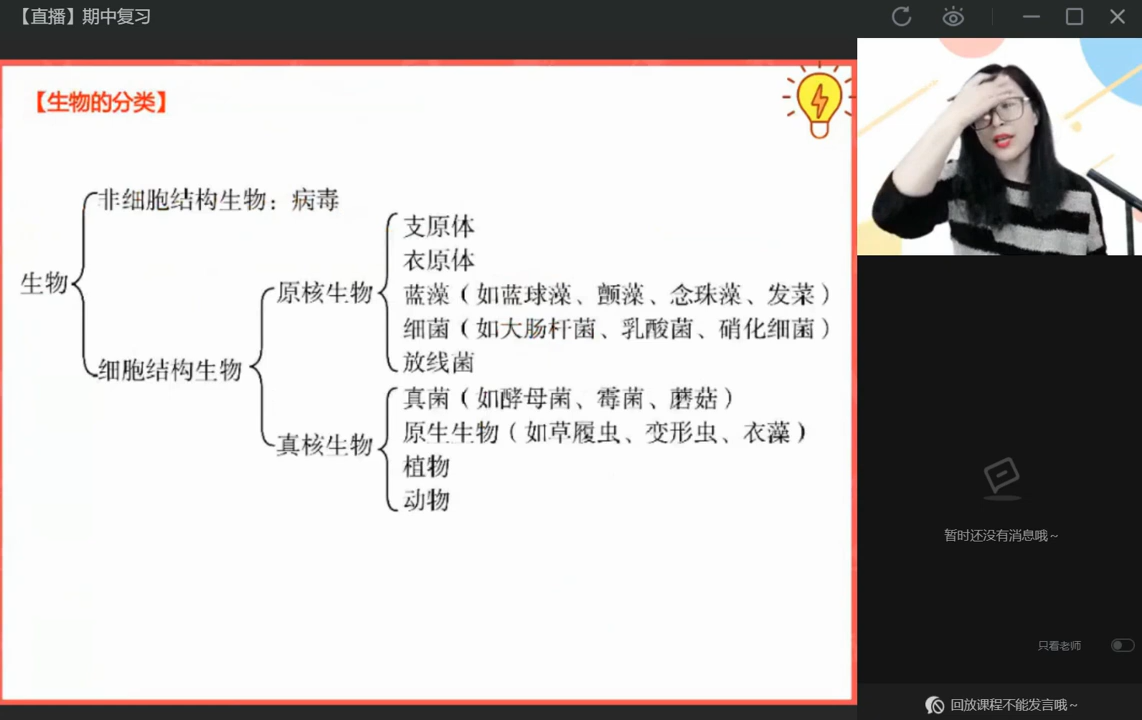 【直播】期中复习
【生物的分类】
非细胞结构生物：病毒
支原体
衣原体
生物
原核生物
蓝藻（如蓝球藻、颤藻、念珠藻、发菜）
细菌（如大肠杆菌、乳酸菌、硝化细菌）
放线菌
细胞结构生物
真菌（如酵母菌、霉菌、蘑菇）
原生生物（如草履虫、变形虫、衣藻）
真核生物
植物
动物
暂时还没有消息哦～
只看老师
回放课程不能发言哦～